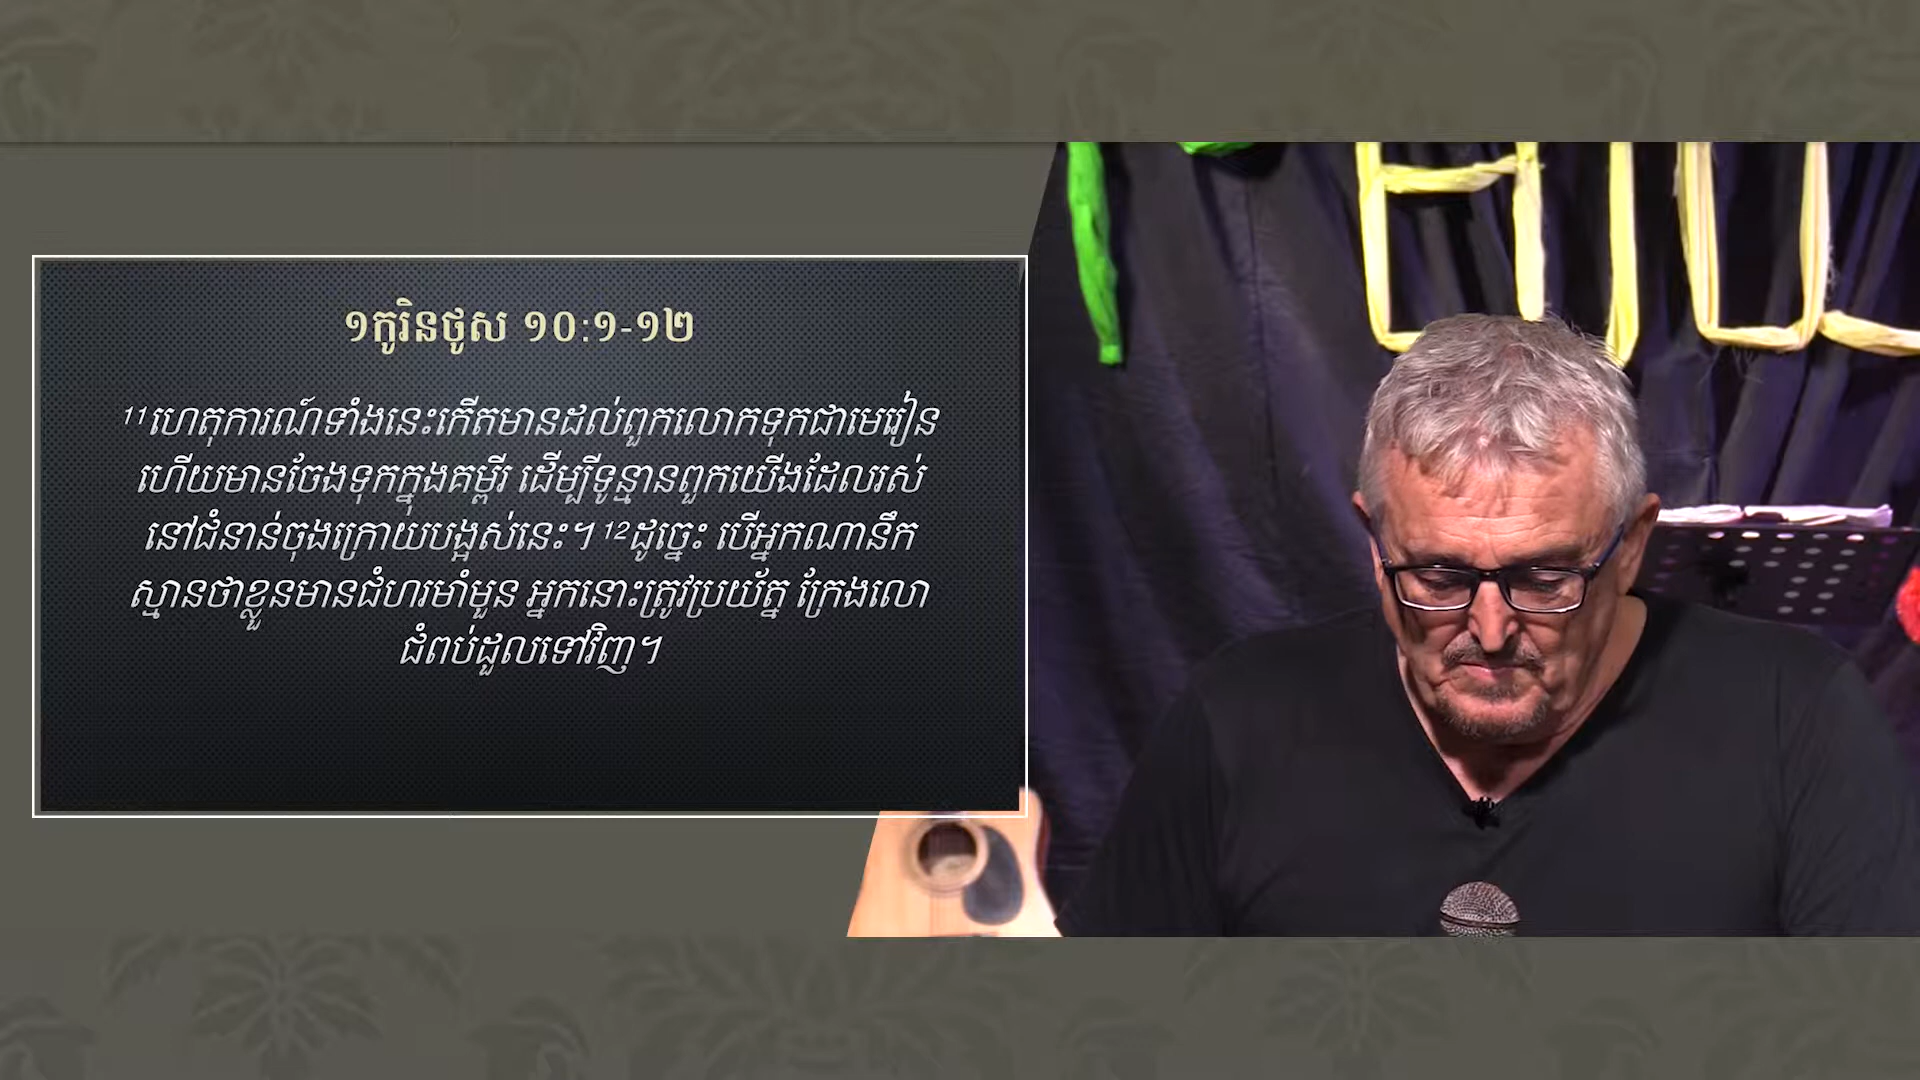 ១កូរិនថូស ១០:១-១២
11ហេតុការណ៍ទាំងនេះកើតមានដល់ពួកលោកទុកជាមេរៀន
ហើយមានចែងទុកក្នុងគម្ពីរ ដើម្បីទូន្មានពួកយើងដែលរស់
នៅជំនាន់ចុងក្រោយបង្អស់នេះ។ 12ដូច្នេះ បើអ្នកណានឹក
ស្មានថាខ្លួនមានជំហរមាំមួន អ្នកនោះត្រូវប្រយ័ត្ន ក្រែងលោ
ជំពប់ដួលទៅវិញ។